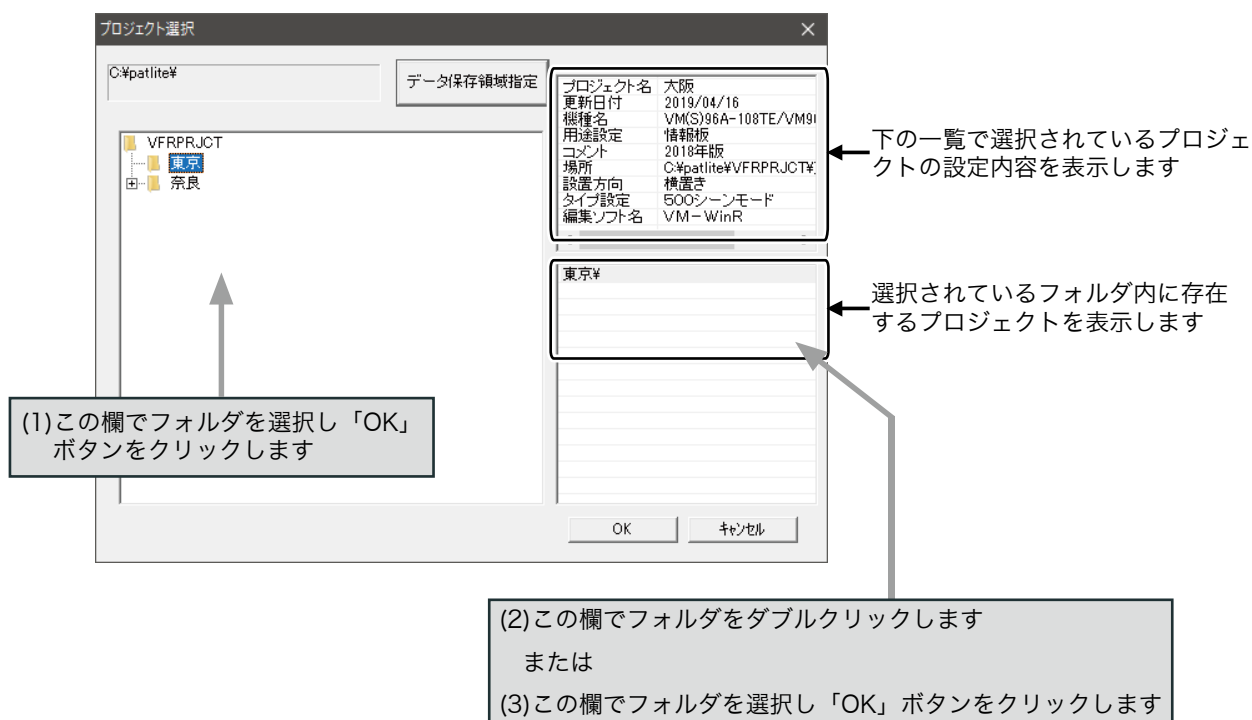 プロジェクト選択
C:¥patlite¥
データ保存領域指定
VFRPRJCT
東京
奈良
プロジェクト名 大阪
更新日付 2019/04/16
機種名 VM(S)96A-108TE/VM9
用途設定 情報板
コメント 2018年版
場所 C:¥patlite¥VFRPRJCT¥
設置方向 横置き
タイプ設定 500シーンモード
編集ソフト名 VM－WinR
東京¥
下の一覧で選択されているプロジェ
クトの設定内容を表示します
選択されているフォルダ内に存在
するプロジェクトを表示します
(1)この欄でフォルダを選択し「OK」
ボタンをクリックします
OK
キャンセル
(2)この欄でフォルダをダブルクリックします
または
(3)この欄でフォルダを選択し「OK」ボタンをクリックします